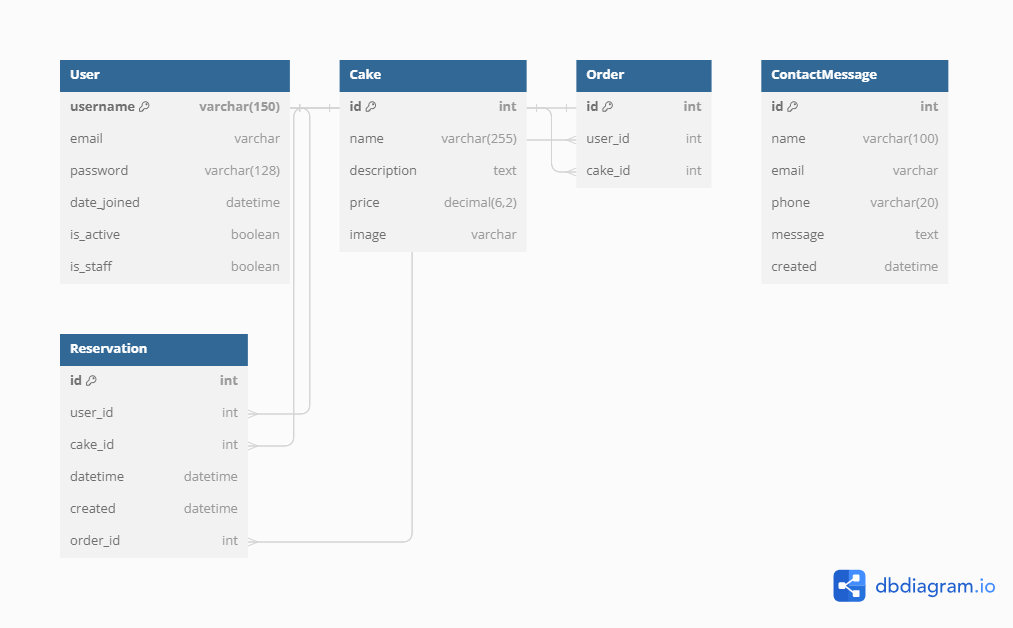 User
username varchar(150)
email varchar
password varchar(128)
date_joined datetime
is_active boolean
is_staff boolean
Cake
id int
name varchar(255)
description text
price decimal(6,2)
image varchar
Order
id int
user_id int
cake_id int
ContactMessage
id int
name varchar(100)
email varchar
phone varchar(20)
message text
created datetime
Reservation
id int
user_id int
cake_id int
datetime datetime
created datetime
order_id int
dbdiagram.io